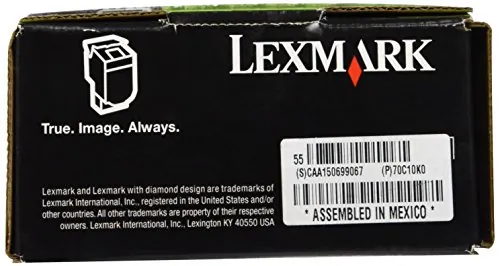 LEXMARK
True. Image. Always.
55
(S)CAA150699067 (P)70C10K0
* ASSEMBLED IN MEXICO *
Lexmark and Lexmark with diamond design are trademarks of
Lexmark International, Inc., registered in the United States and/or
other countries. All other trademarks are property of their respective
owners. Lexmark International, Inc., Lexington KY 40550 USA